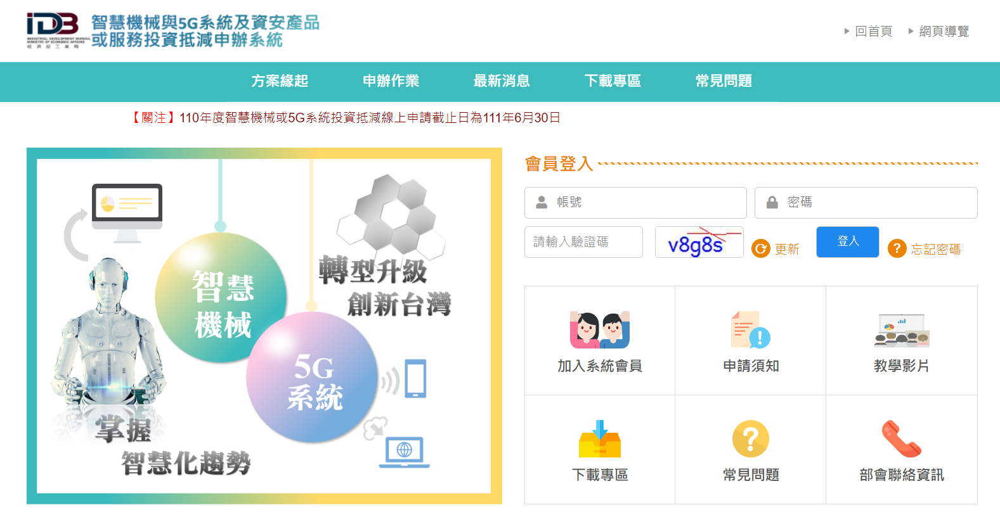 IDB
INDUSTRIAL DEVELOPMENT BUREAU
MINISTRY OF ECONOMIC AFFAIRS
經濟部工業局
智慧機械與5G系統及資安產品
或服務投資抵減申辦系統
回首頁
網頁導覽
方案緣起
申辦作業
最新消息
下載專區
常見問題
【關注】110年度智慧機械或5G系統投資抵減線上申請截止日為111年6月30日
智慧
機械
5G
系統
轉型升級
創新台灣
掌握
智慧化趨勢
會員登入
帳號
密碼
請輸入驗證碼
v8g8s
更新
登入
忘記密碼
加入系統會員
申請須知
教學影片
下載專區
常見問題
部會聯絡資訊